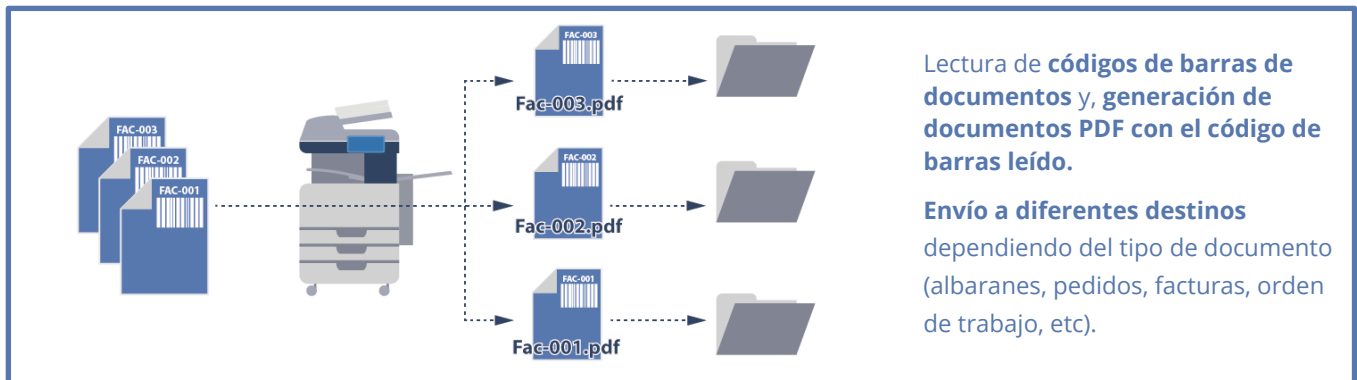 FAC-003
FAC-002
FAC-001
FAC-003
Fac-003.pdf
FAC-002
Fac-002.pdf
FAC-001
Fac-001.pdf
Lectura de códigos de barras de
documentos y, generación de
documentos PDF con el código de
barras leído.
Envío a diferentes destinos
dependiendo del tipo de documento
(albaranes, pedidos, facturas, orden
de trabajo, etc).